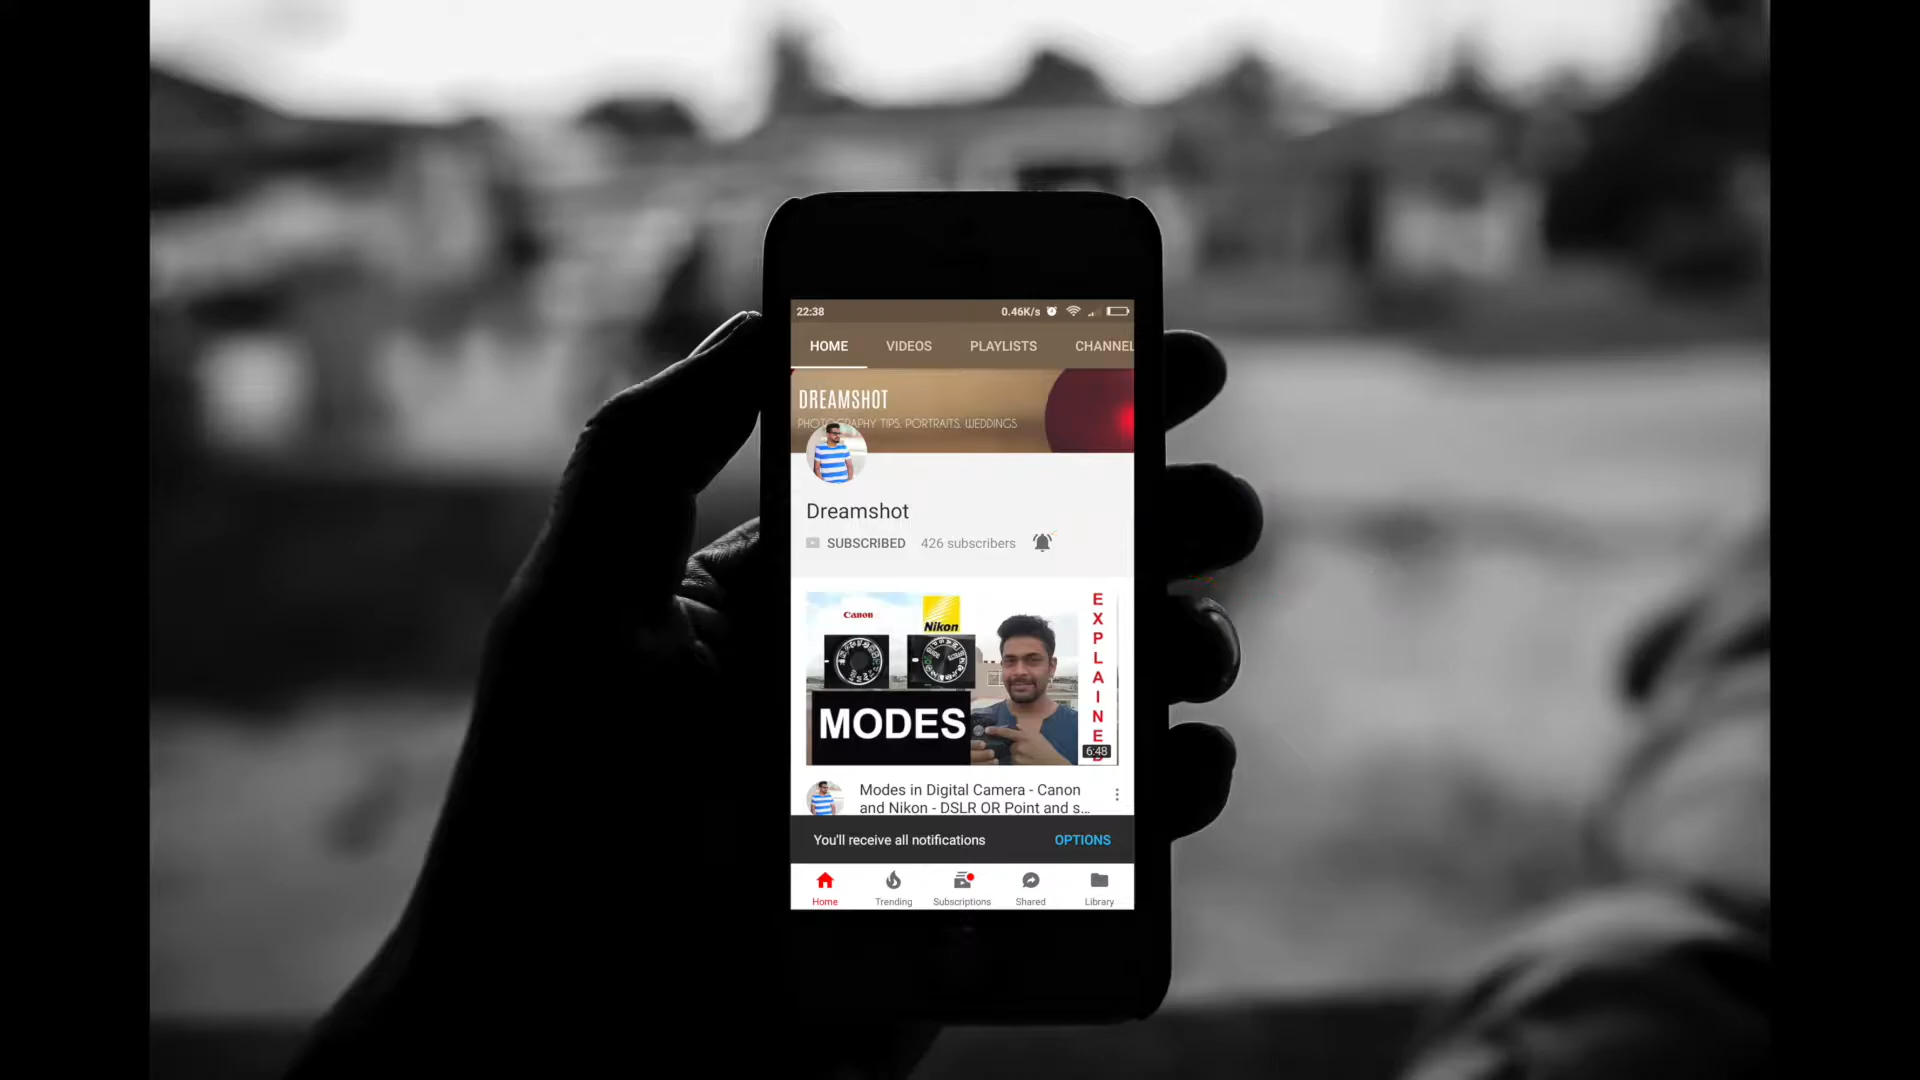 22:38 0.46K/s
HOME VIDEOS PLAYLISTS CHANNEL
DREAMSHOT
PHOTOGRAPHY TIPS. PORTRAITS. WEDDINGS
Dreamshot
SUBSCRIBED 426 subscribers
Canon
Nikon
MODES
EXPLAINED
6:48
Modes in Digital Camera - Canon
and Nikon - DSLR OR Point and s...
You'll receive all notifications OPTIONS
Home Trending Subscriptions Shared Library